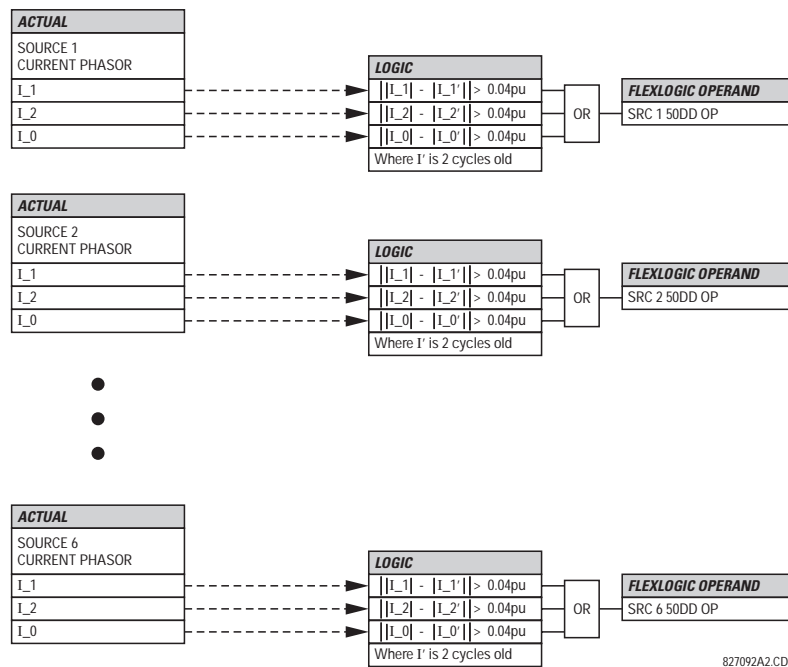 ACTUAL
SOURCE 1
CURRENT PHASOR
I_1
I_2
I_0
LOGIC
||I_1| - |I_1'||> 0.04pu
||I_2| - |I_2'||> 0.04pu
||I_0| - |I_0'||> 0.04pu
Where I' is 2 cycles old
OR
FLEXLOGIC OPERAND
SRC 1 50DD OP
ACTUAL
SOURCE 2
CURRENT PHASOR
I_1
I_2
I_0
LOGIC
||I_1| - |I_1'||> 0.04pu
||I_2| - |I_2'||> 0.04pu
||I_0| - |I_0'||> 0.04pu
Where I' is 2 cycles old
OR
FLEXLOGIC OPERAND
SRC 2 50DD OP
ACTUAL
SOURCE 6
CURRENT PHASOR
I_1
I_2
I_0
LOGIC
||I_1| - |I_1'||> 0.04pu
||I_2| - |I_2'||> 0.04pu
||I_0| - |I_0'||> 0.04pu
Where I' is 2 cycles old
OR
FLEXLOGIC OPERAND
SRC 6 50DD OP
827092A2.CD